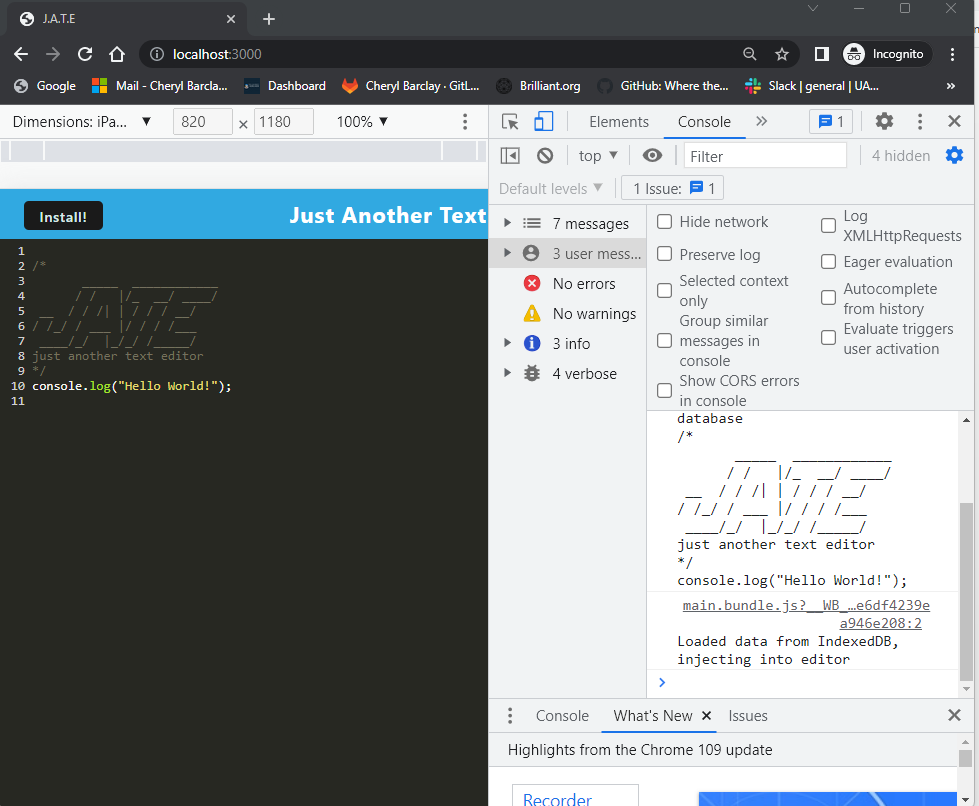 J.A.T.E
localhost:3000
Incognito
Google
Mail - Cheryl Barcla...
Dashboard
Cheryl Barclay · GitL...
Brilliant.org
GitHub: Where the...
Slack | general | UA...
»
Dimensions: iPa... ▼
820 × 1180
100% ▼
Elements
Console
»
1
top ▼
Filter
4 hidden
Default levels ▼
1 Issue: 1
Install!
Just Another Text
1
2 /*
3        _____  ____________
4       / /   |/_  __/ ____/
5  __  / / /| | / / / __/
6 / /_/ / ___ |/ / / /___
7  ____/_/  |_/_/ /_____/
8 just another text editor
9 */
10 console.log("Hello World!");
11
7 messages
3 user mess...
No errors
No warnings
3 info
4 verbose
Hide network
Preserve log
Selected context
only
Group similar
messages in
console
Show CORS errors
in console
Log
XMLHttpRequests
Eager evaluation
Autocomplete
from history
Evaluate triggers
user activation
database
/*
       _____  ____________
      / /   |/_  __/ ____/
 __  / / /| | / / / __/
/ /_/ / ___ |/ / / /___
 ____/_/  |_/_/ /_____/
just another text editor
*/
console.log("Hello World!");
main.bundle.js?__WB_…e6df4239e
a946e208:2
Loaded data from IndexedDB,
injecting into editor
Console
What's New
Issues
Highlights from the Chrome 109 update
Recorder